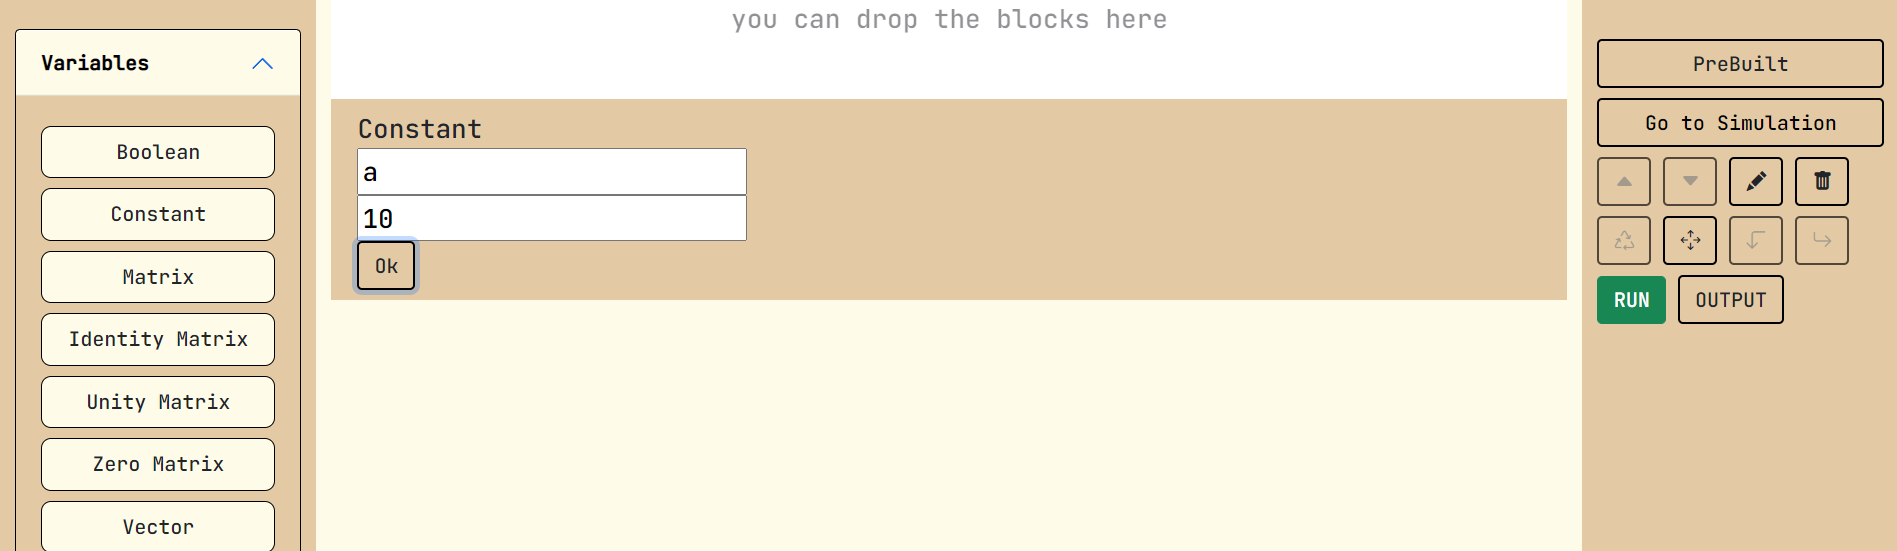 you can drop the blocks here
Variables
Boolean
Constant
Matrix
Identity Matrix
Unity Matrix
Zero Matrix
Vector
Constant
a
10
Ok
PreBuilt
Go to Simulation
RUN
OUTPUT